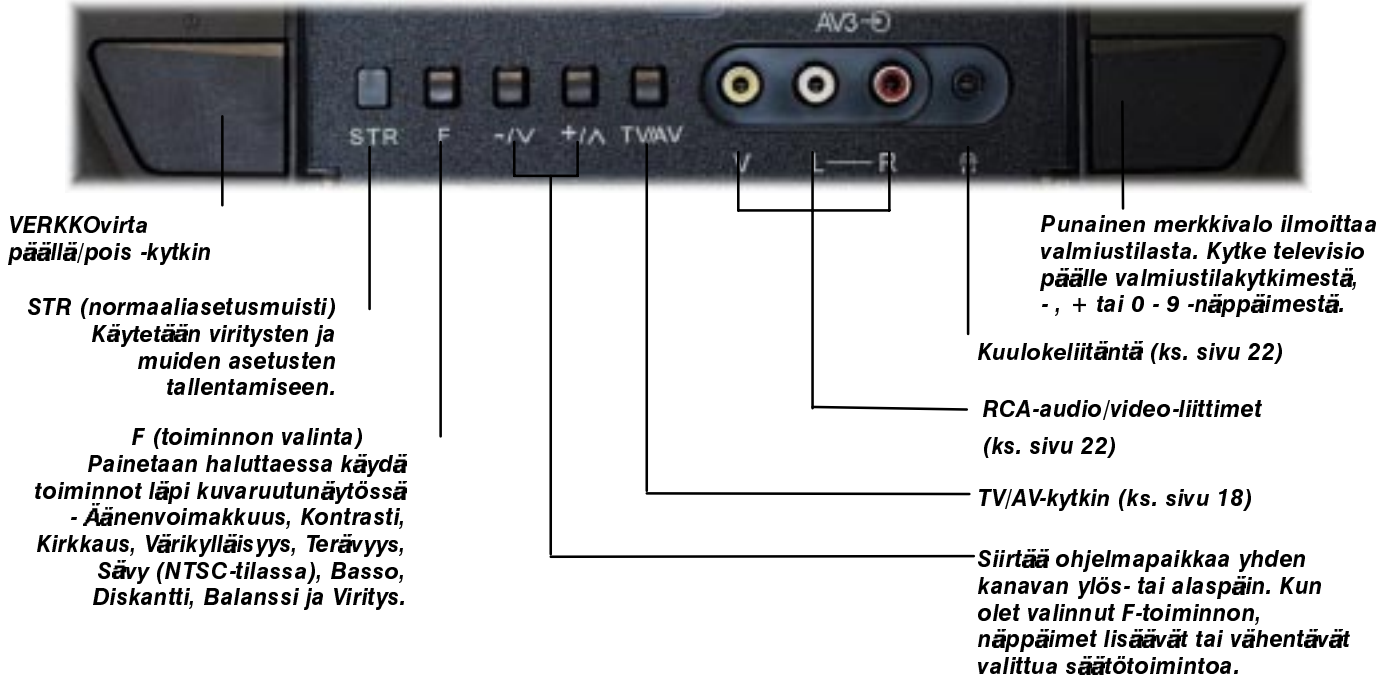 AV3
STR F -/∨ +/∧ TV/AV
V L R
VERKKOvirta
päällä/pois -kytkin
STR (normaaliasetusmuisti)
Käytetään viritysten ja
muiden asetusten
tallentamiseen.
F (toiminnon valinta)
Painetaan haluttaessa käydä
toiminnot läpi kuvaruutunäytössä
- Äänenvoimakkuus, Kontrasti,
Kirkkaus, Värikylläisyys, Terävyys,
Sävy (NTSC-tilassa), Basso,
Diskantti, Balanssi ja Viritys.
Punainen merkkivalo ilmoittaa
valmiustilasta. Kytke televisio
päälle valmiustilakytkimestä,
- , + tai 0 - 9 -näppäimestä.
Kuulokeliitäntä (ks. sivu 22)
RCA-audio/video-liittimet
(ks. sivu 22)
TV/AV-kytkin (ks. sivu 18)
Siirtää ohjelmapaikkaa yhden
kanavan ylös- tai alaspäin. Kun
olet valinnut F-toiminnon,
näppäimet lisäävät tai vähentävät
valittua säätötoimintoa.